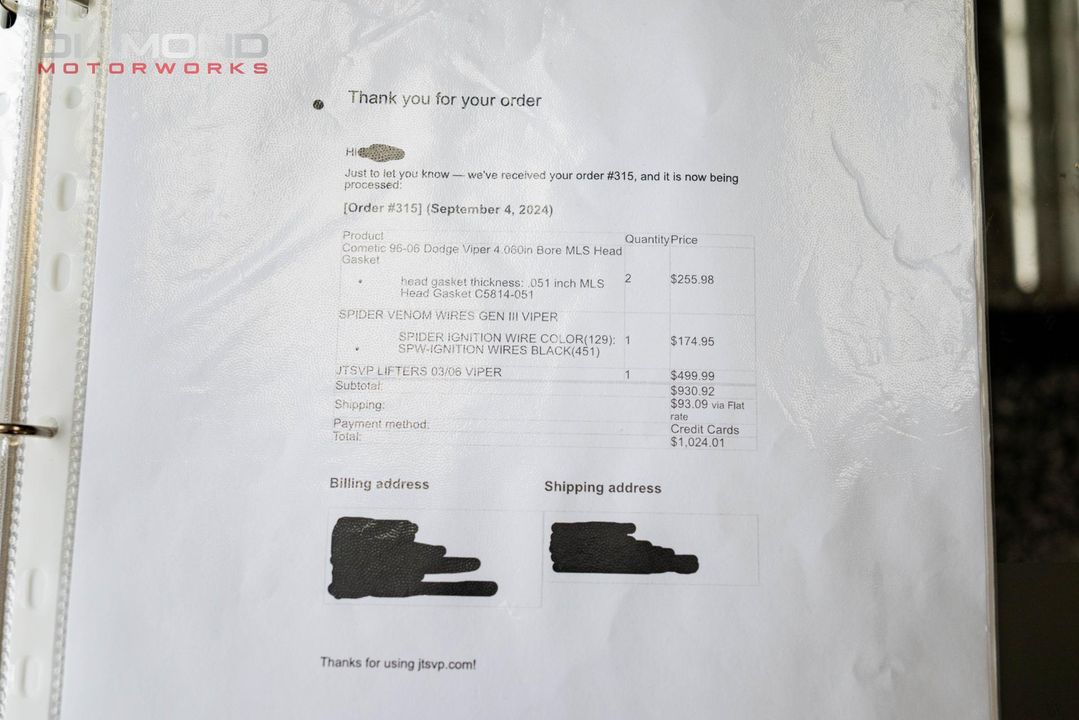 DIAMOND
MOTORWORKS
Thank you for your order
Hi
Just to let you know — we've received your order #315, and it is now being
processed:
[Order #315] (September 4, 2024)
Product Quantity Price
Cometic 96-06 Dodge Viper 4.060in Bore MLS Head
Gasket
• head gasket thickness: .051 inch MLS 2 $255.98
Head Gasket C5814-051
SPIDER VENOM WIRES GEN III VIPER
SPIDER IGNITION WIRE COLOR(129): 1 $174.95
• SPW-IGNITION WIRES BLACK(451)
JTSVP LIFTERS 03/06 VIPER 1 $499.99
Subtotal: $930.92
Shipping: $93.09 via Flat
rate
Payment method: Credit Cards
Total: $1,024.01
Billing address Shipping address
Thanks for using jtsvp.com!